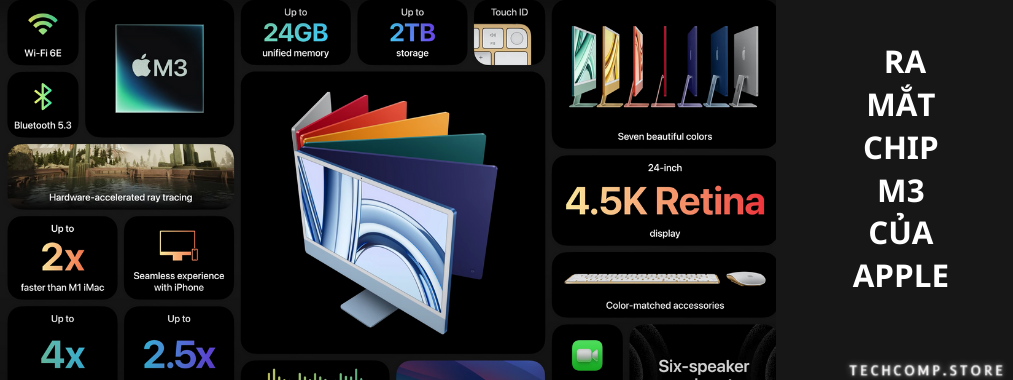 Wi-Fi 6E
M3
Bluetooth 5.3
Hardware-accelerated ray tracing
Up to
2x
faster than M1 iMac
Seamless experience
with iPhone
Up to
4x
Up to
2.5x
Up to
24GB
unified memory
Up to
2TB
storage
Touch ID
Seven beautiful colors
24-inch
4.5K Retina
display
Color-matched accessories
Six-speaker
RA
MẮT
CHIP
M3
CỦA
APPLE
TECHCOMP.STORE